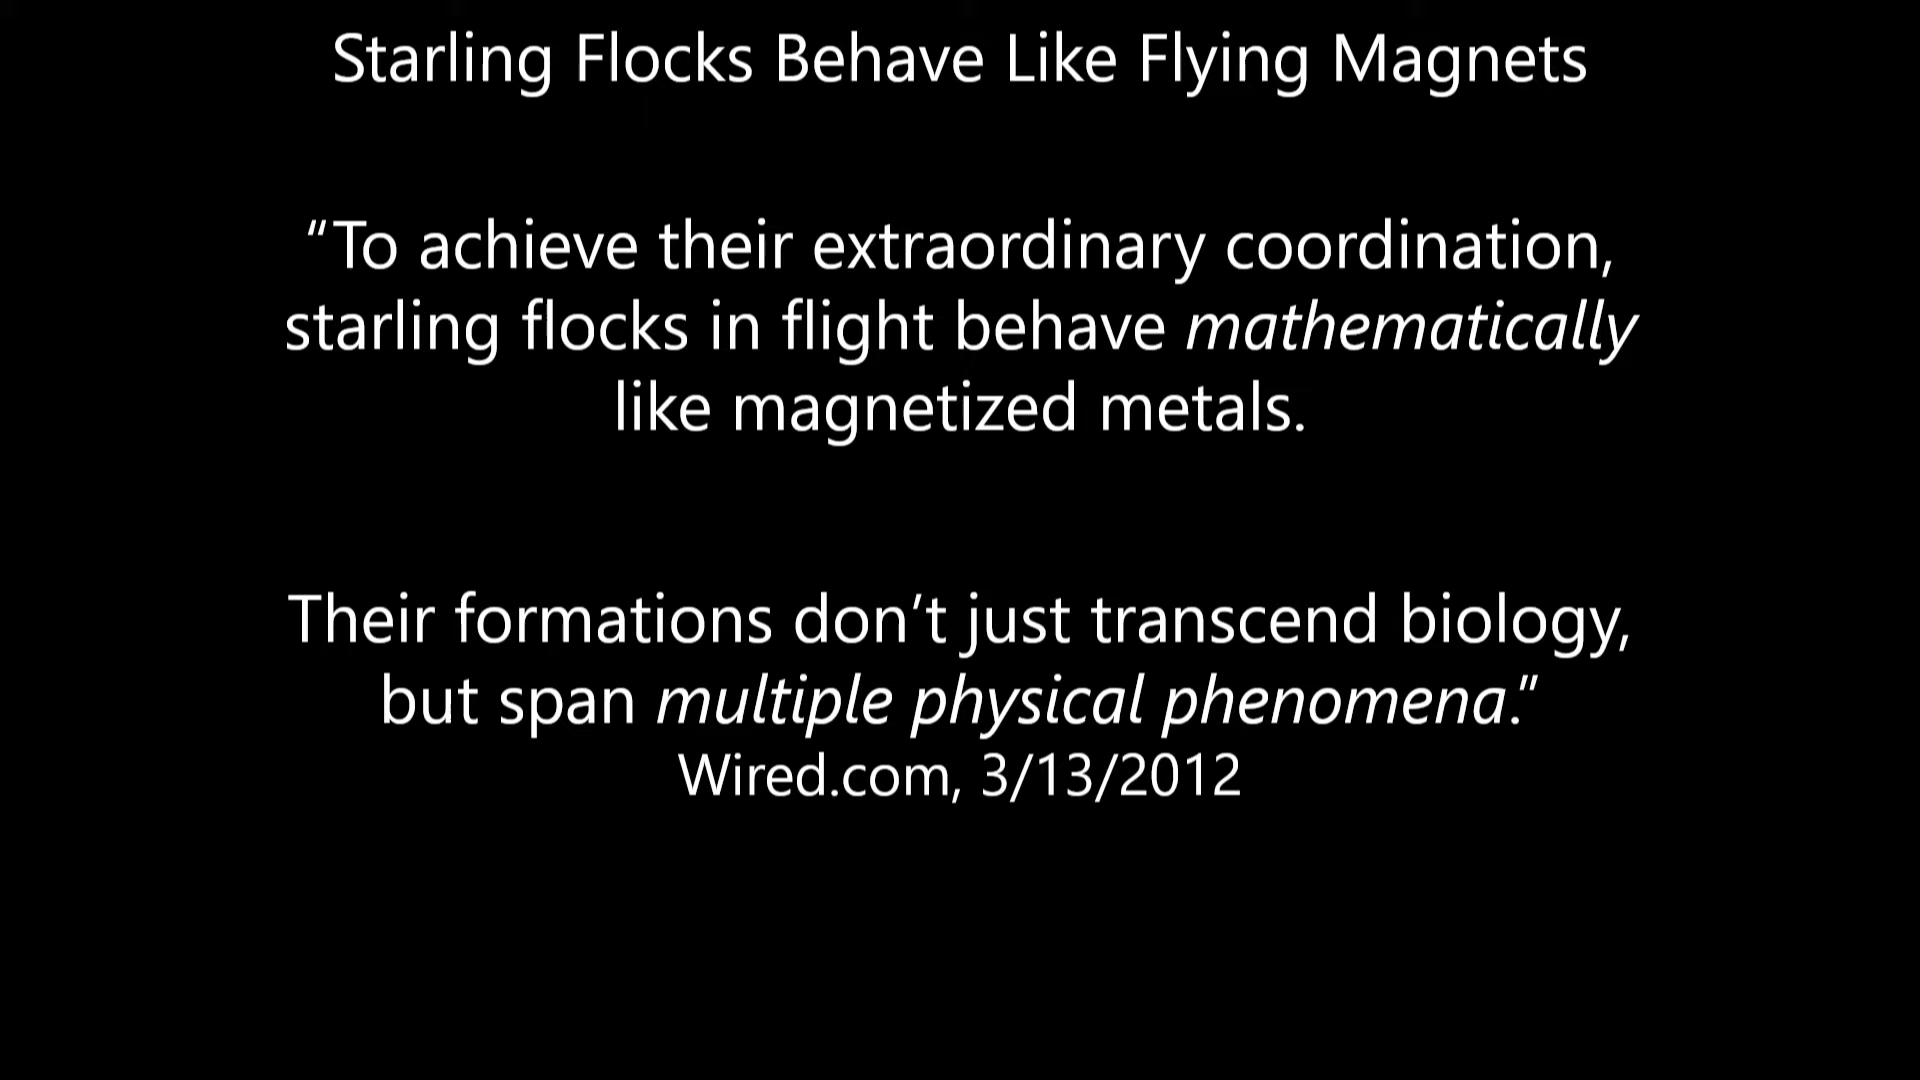 Starling Flocks Behave Like Flying Magnets
“To achieve their extraordinary coordination,
starling flocks in flight behave mathematically
like magnetized metals.
Their formations don’t just transcend biology,
but span multiple physical phenomena.”
Wired.com, 3/13/2012